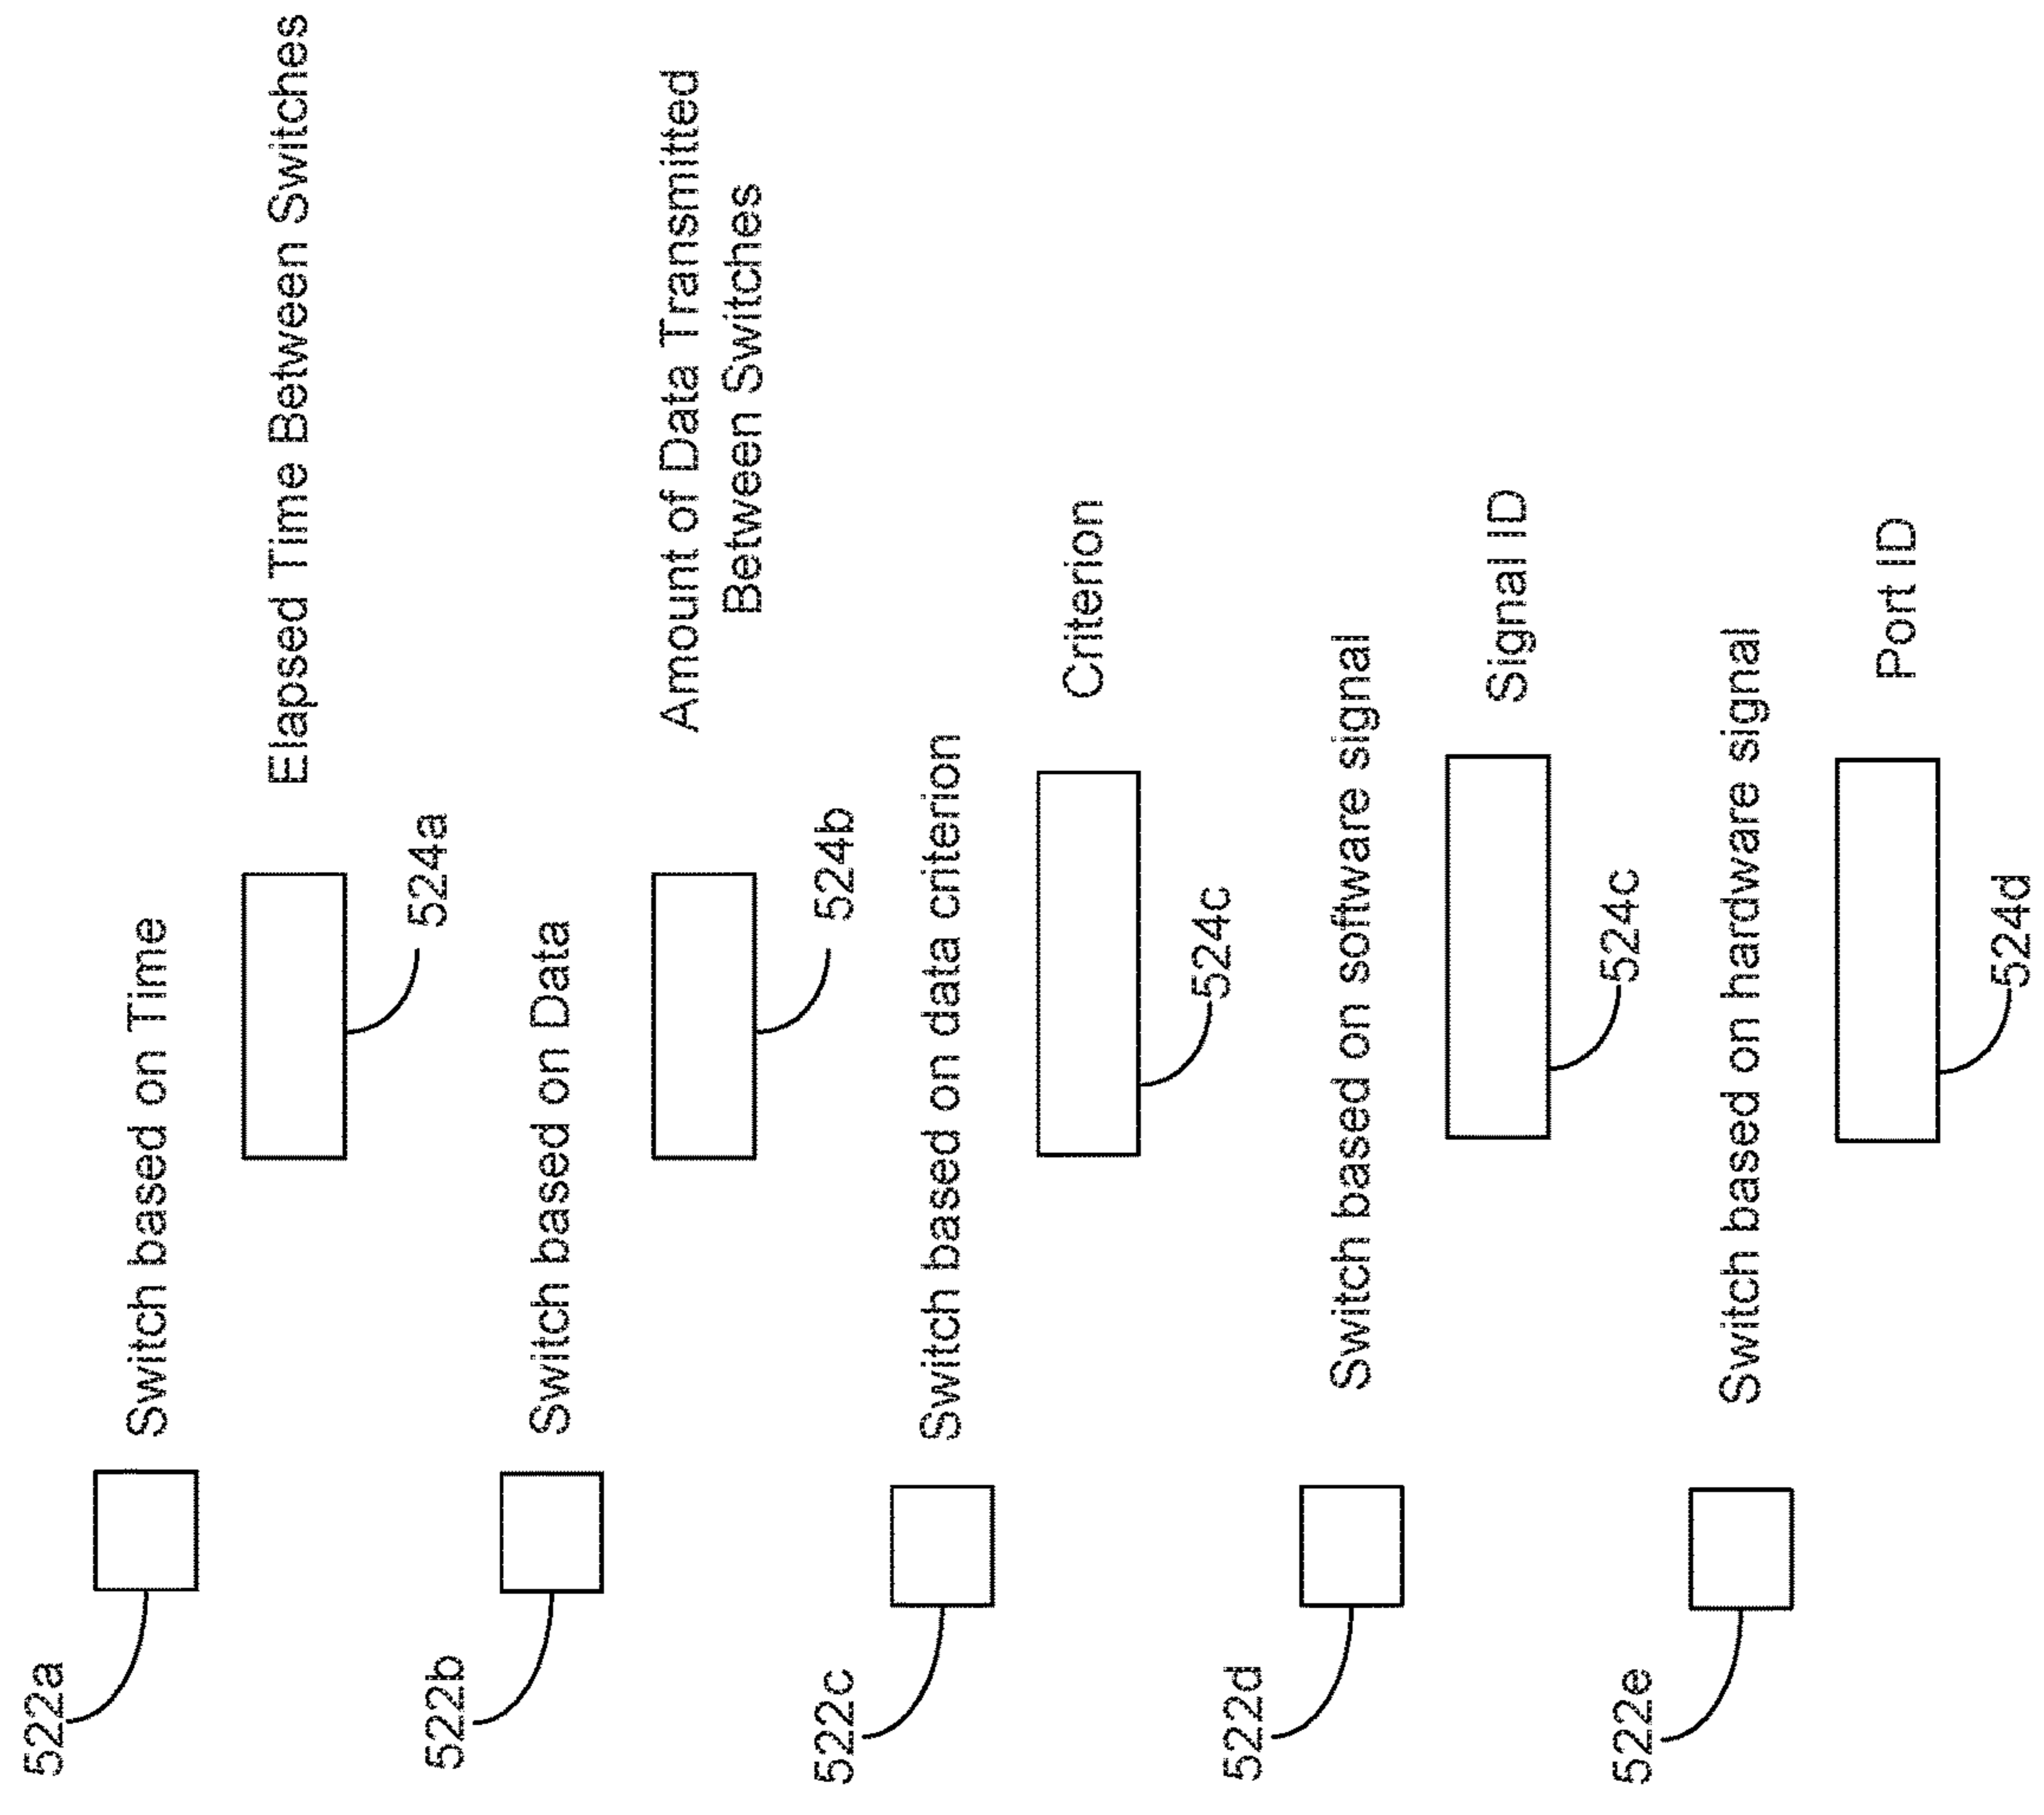 522a
Switch based on Time
Elapsed Time Between Switches
524a
522b
Switch based on Data
Amount of Data Transmitted
Between Switches
524b
522c
Switch based on data criterion
Criterion
524c
522d
Switch based on software signal
Signal ID
524c
522e
Switch based on hardware signal
Port ID
524d